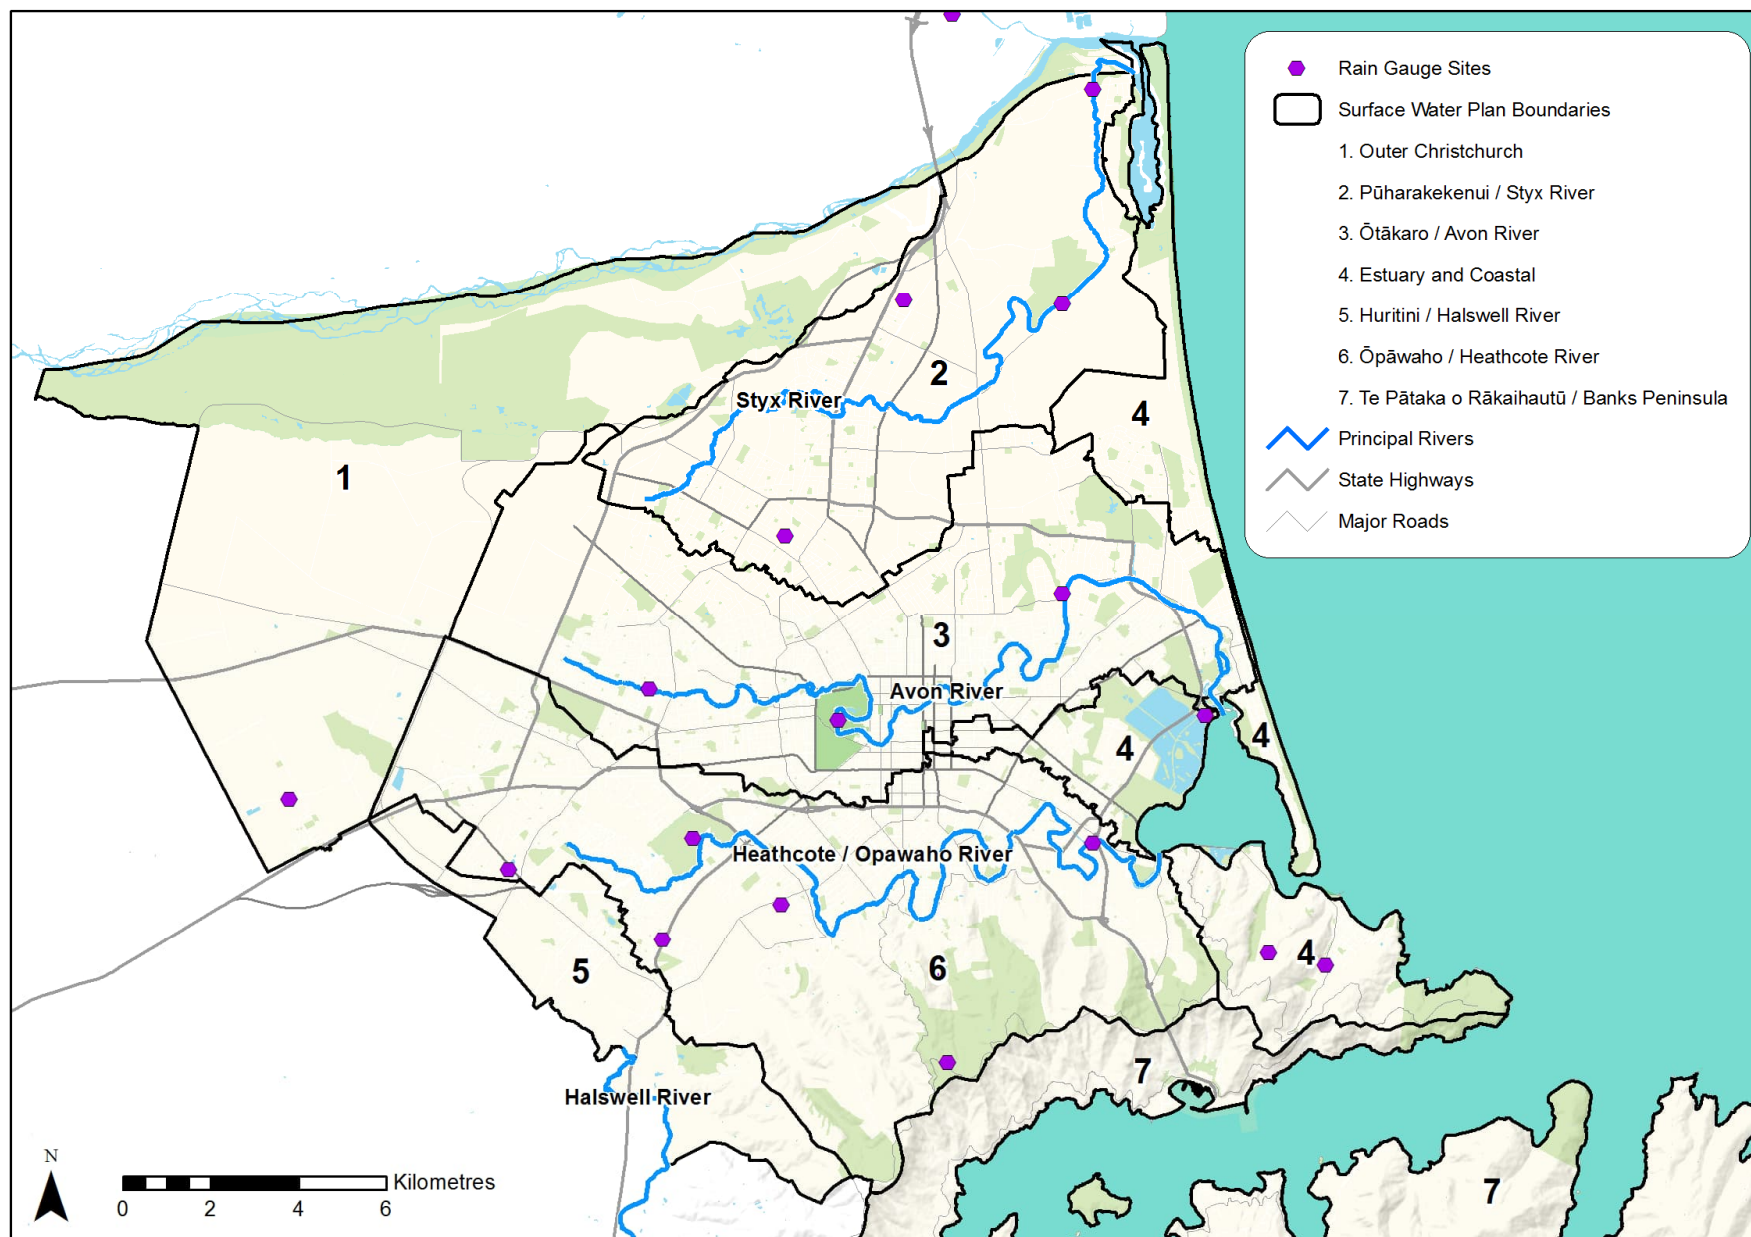 Rain Gauge Sites
Surface Water Plan Boundaries
1. Outer Christchurch
2. Pūharakekenui / Styx River
3. Ōtākaro / Avon River
4. Estuary and Coastal
5. Huritini / Halswell River
6. Ōpāwaho / Heathcote River
7. Te Pātaka o Rākaihautū / Banks Peninsula
Principal Rivers
State Highways
Major Roads
2
Styx River
4
1
3
Avon River
4
4
Heathcote / Opawaho River
4
5
6
7
Halswell River
7
N
Kilometres
0 2 4 6